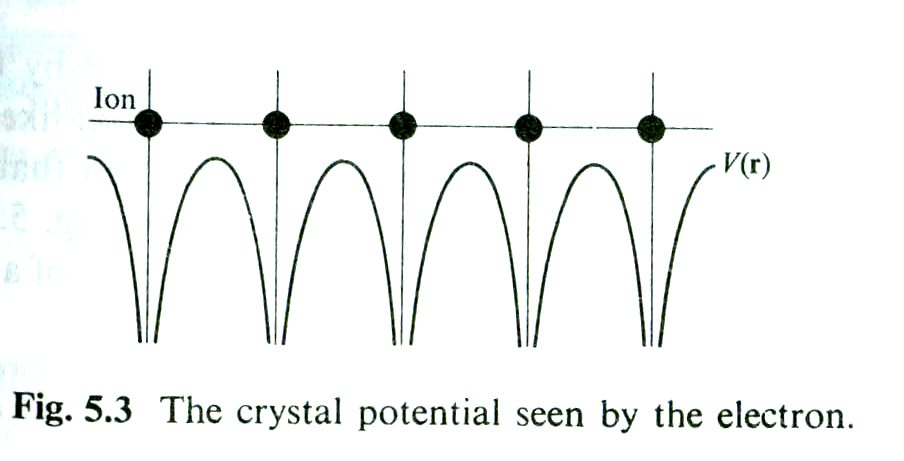 Ion
V(r)
Fig. 5.3 The crystal potential seen by the electron.